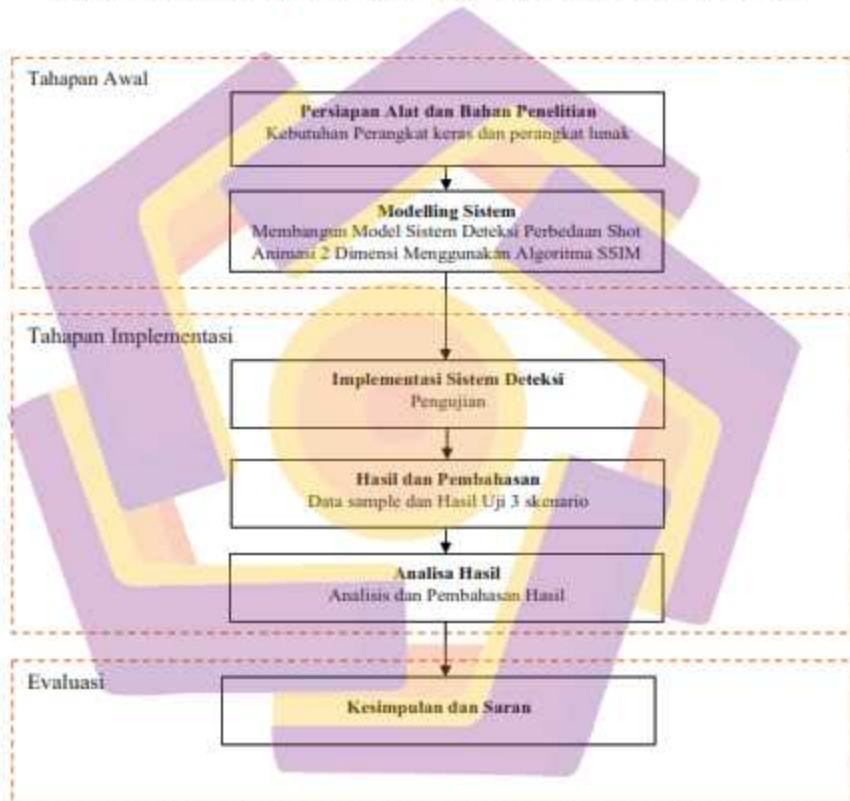 Tahapan Awal
Persiapan Alat dan Bahan Penelitian
Kebutuhan Perangkat keras dan perangkat lunak
Modelling Sistem
Membangun Model Sistem Deteksi Perbedaan Shot
Animasi 2 Dimensi Menggunakan Algoritma SSIM
Tahapan Implementasi
Implementasi Sistem Deteksi
Pengujian
Hasil dan Pembahasan
Data sample dan Hasil Uji 3 skenario
Analisa Hasil
Analisis dan Pembahasan Hasil
Evaluasi
Kesimpulan dan Saran